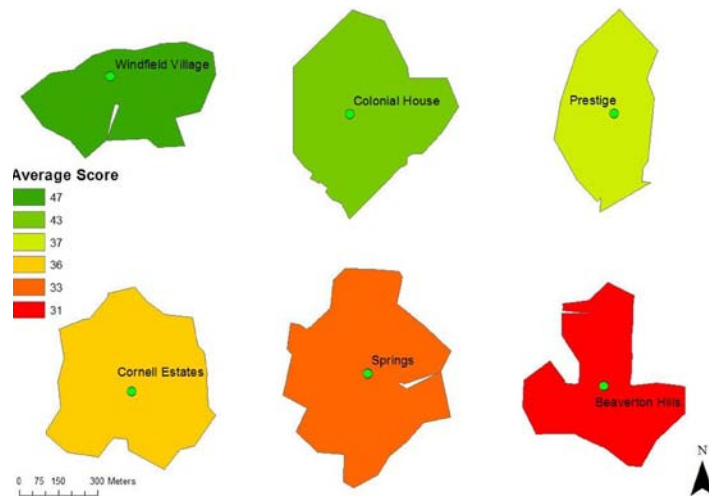 Windfield Village
Colonial House
Prestige
Average Score
47
43
37
36
33
31
Cornell Estates
Springs
Beaverton Hills
0 75 150 300 Meters
N